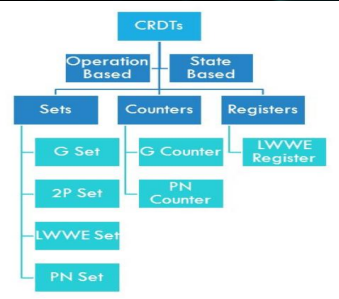 CRDTs
Operation
Based
State
Based
Sets
Counters
Registers
G Set
G Counter
LWWE
Register
2P Set
PN
Counter
LWWE Set
PN Set